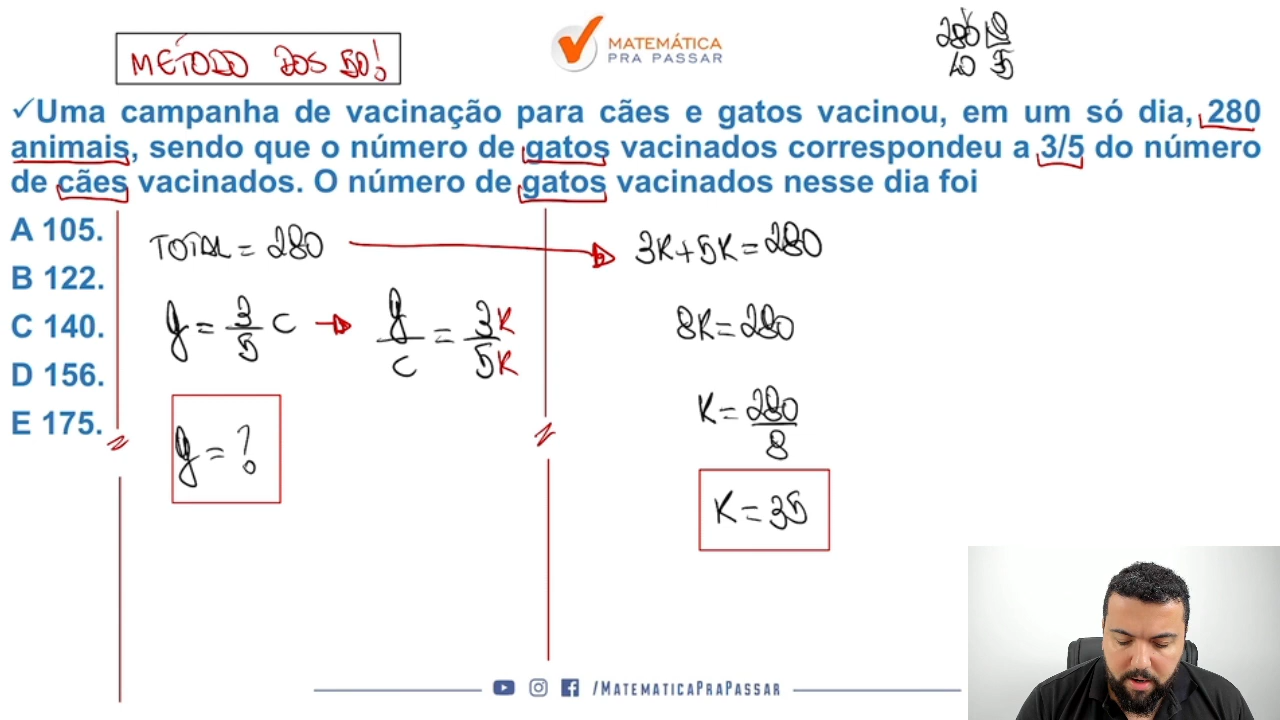 MÉTODO DOS 50!
MATEMÁTICA
PRA PASSAR
280 8
40 35
✓Uma campanha de vacinação para cães e gatos vacinou, em um só dia, 280
animais, sendo que o número de gatos vacinados correspondeu a 3/5 do número
de cães vacinados. O número de gatos vacinados nesse dia foi
A 105.
B 122.
C 140.
D 156.
E 175.
TOTAL = 280
g = 3/5 C → g/C = 3K/5K
g = ?
3K+5K=280
8K=280
K=280/8
K=35
/MATEMATICAPRAPASSAR